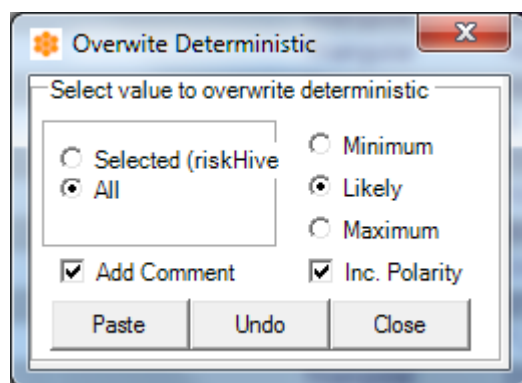 Overwite Deterministic
Select value to overwrite deterministic
Selected (riskHive
All
Minimum
Likely
Maximum
Add Comment
Inc. Polarity
Paste
Undo
Close